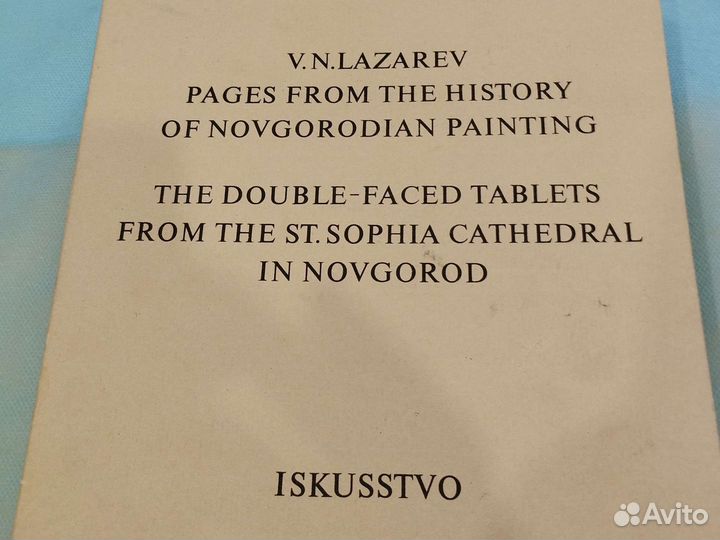 V.N.LAZAREV
PAGES FROM THE HISTORY
OF NOVGORODIAN PAINTING
THE DOUBLE-FACED TABLETS
FROM THE ST. SOPHIA CATHEDRAL
IN NOVGOROD
ISKUSSTVO
Avito